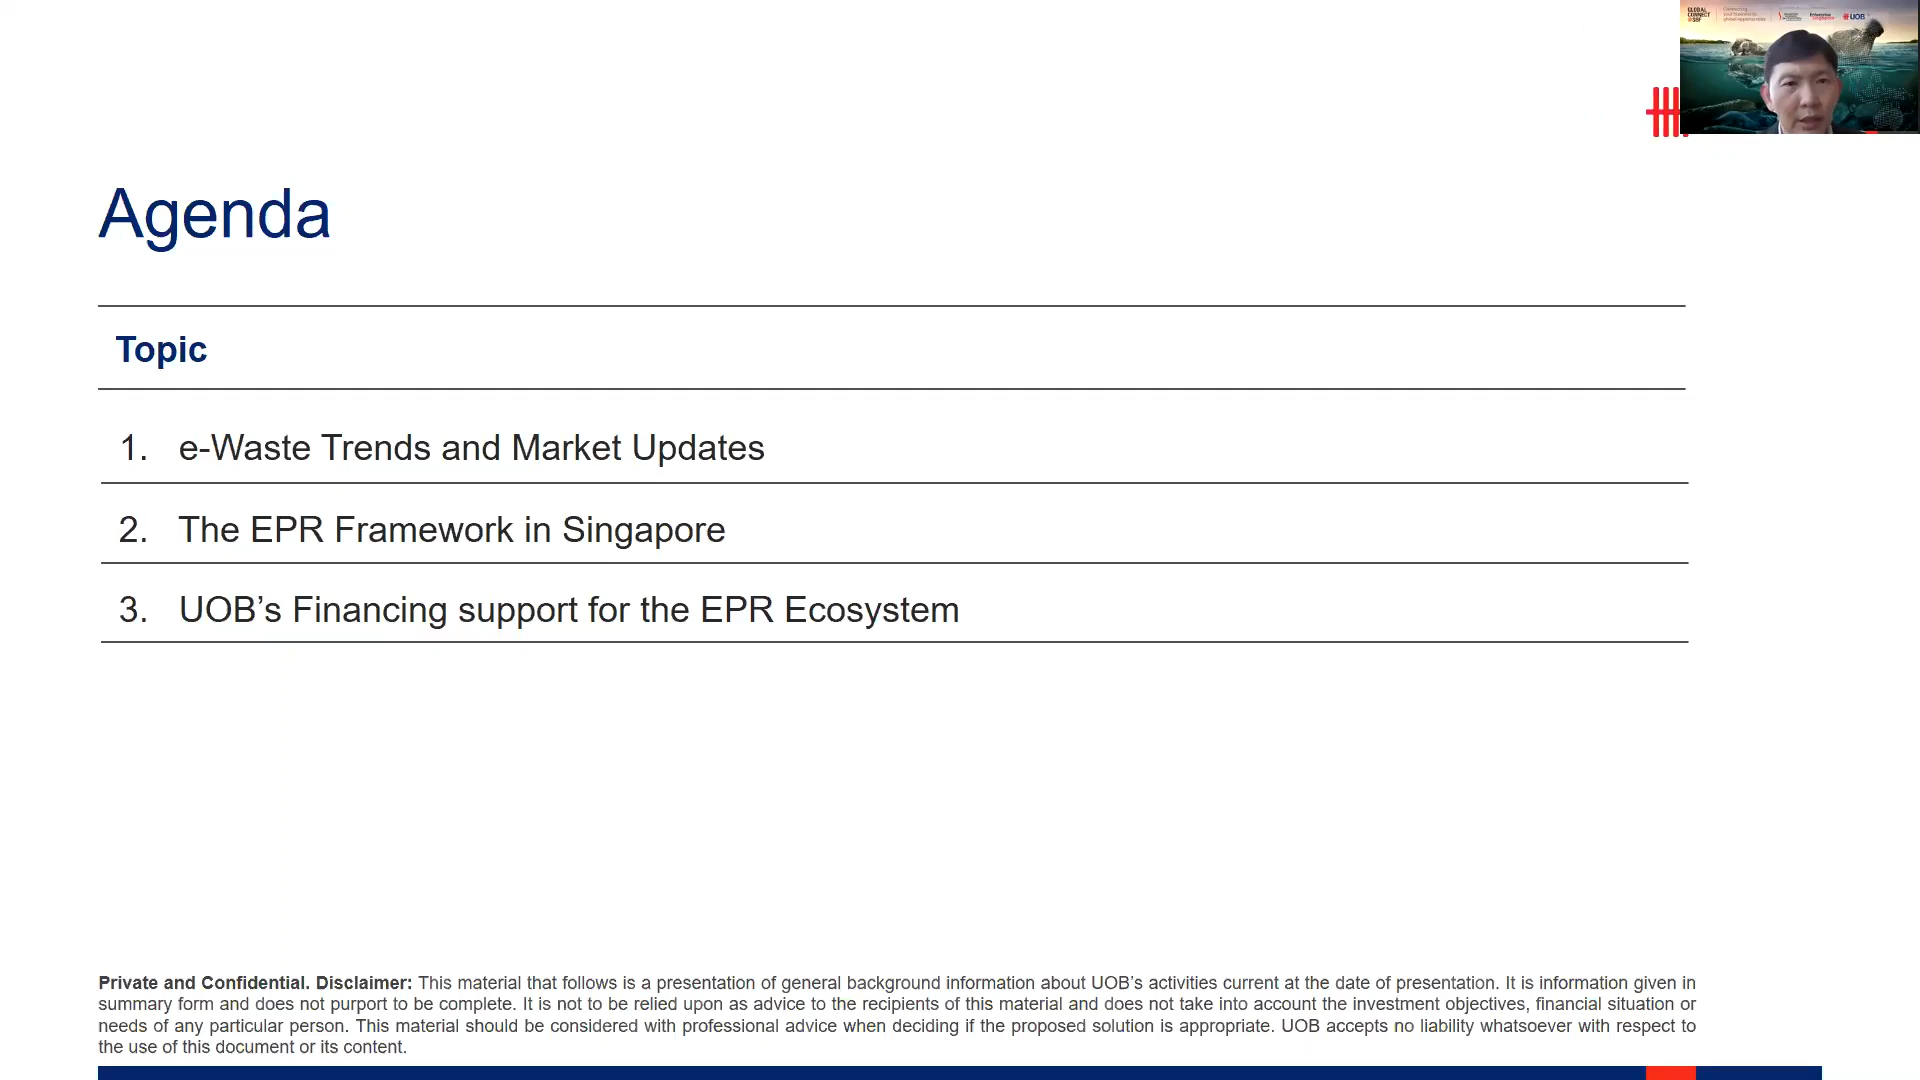 GLOBAL
CONNECT
@SBF
UOB
Agenda
Topic
1. e-Waste Trends and Market Updates
2. The EPR Framework in Singapore
3. UOB’s Financing support for the EPR Ecosystem
Private and Confidential. Disclaimer: This material that follows is a presentation of general background information about UOB’s activities current at the date of presentation. It is information given in
summary form and does not purport to be complete. It is not to be relied upon as advice to the recipients of this material and does not take into account the investment objectives, financial situation or
needs of any particular person. This material should be considered with professional advice when deciding if the proposed solution is appropriate. UOB accepts no liability whatsoever with respect to
the use of this document or its content.